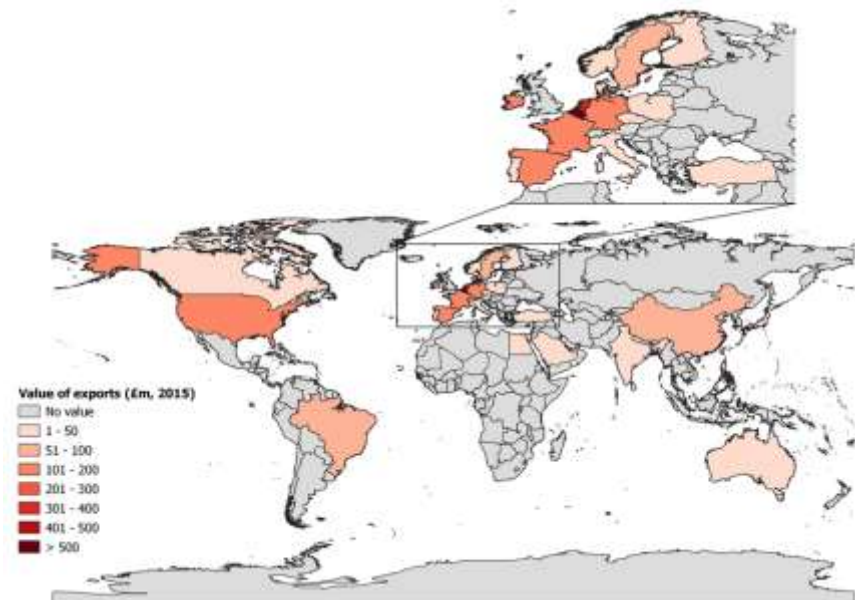 Value of exports (£m, 2015)
No value
1 - 50
51 - 100
101 - 200
201 - 300
301 - 400
401 - 500
> 500